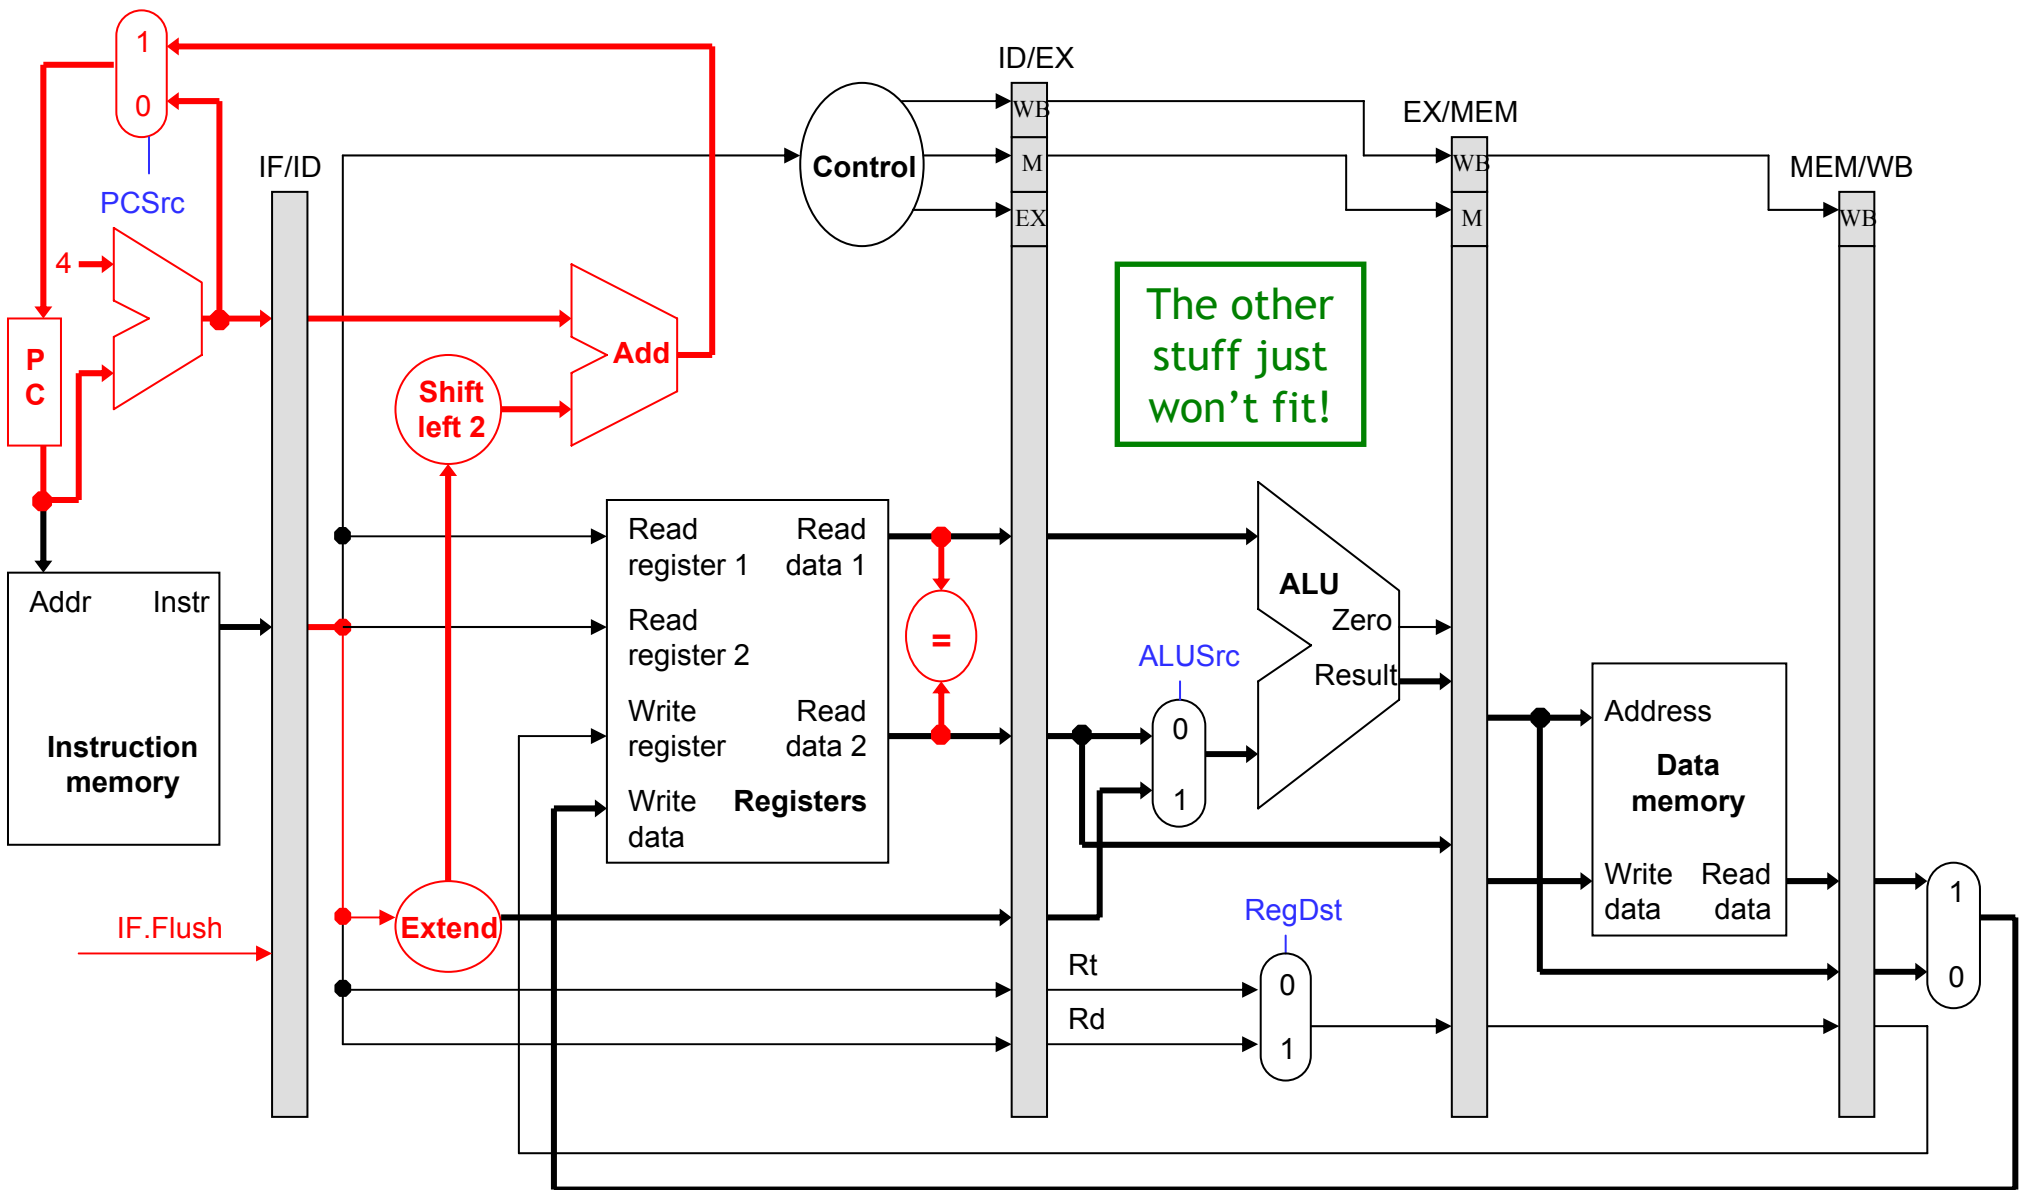 1
0
PCSrc
4
P
C
Addr Instr
Instruction
memory
IF.Flush
IF/ID
Shift
left 2
Add
Extend
Control
Read
register 1
Read
data 1
Read
register 2
Write
register
Read
data 2
Write
data
Registers
=
ID/EX
WB
M
EX
The other
stuff just
won’t fit!
ALU
Zero
Result
ALUSrc
0
1
RegDst
Rt
Rd
0
1
EX/MEM
WB
M
Address
Data
memory
Write
data
Read
data
MEM/WB
WB
1
0